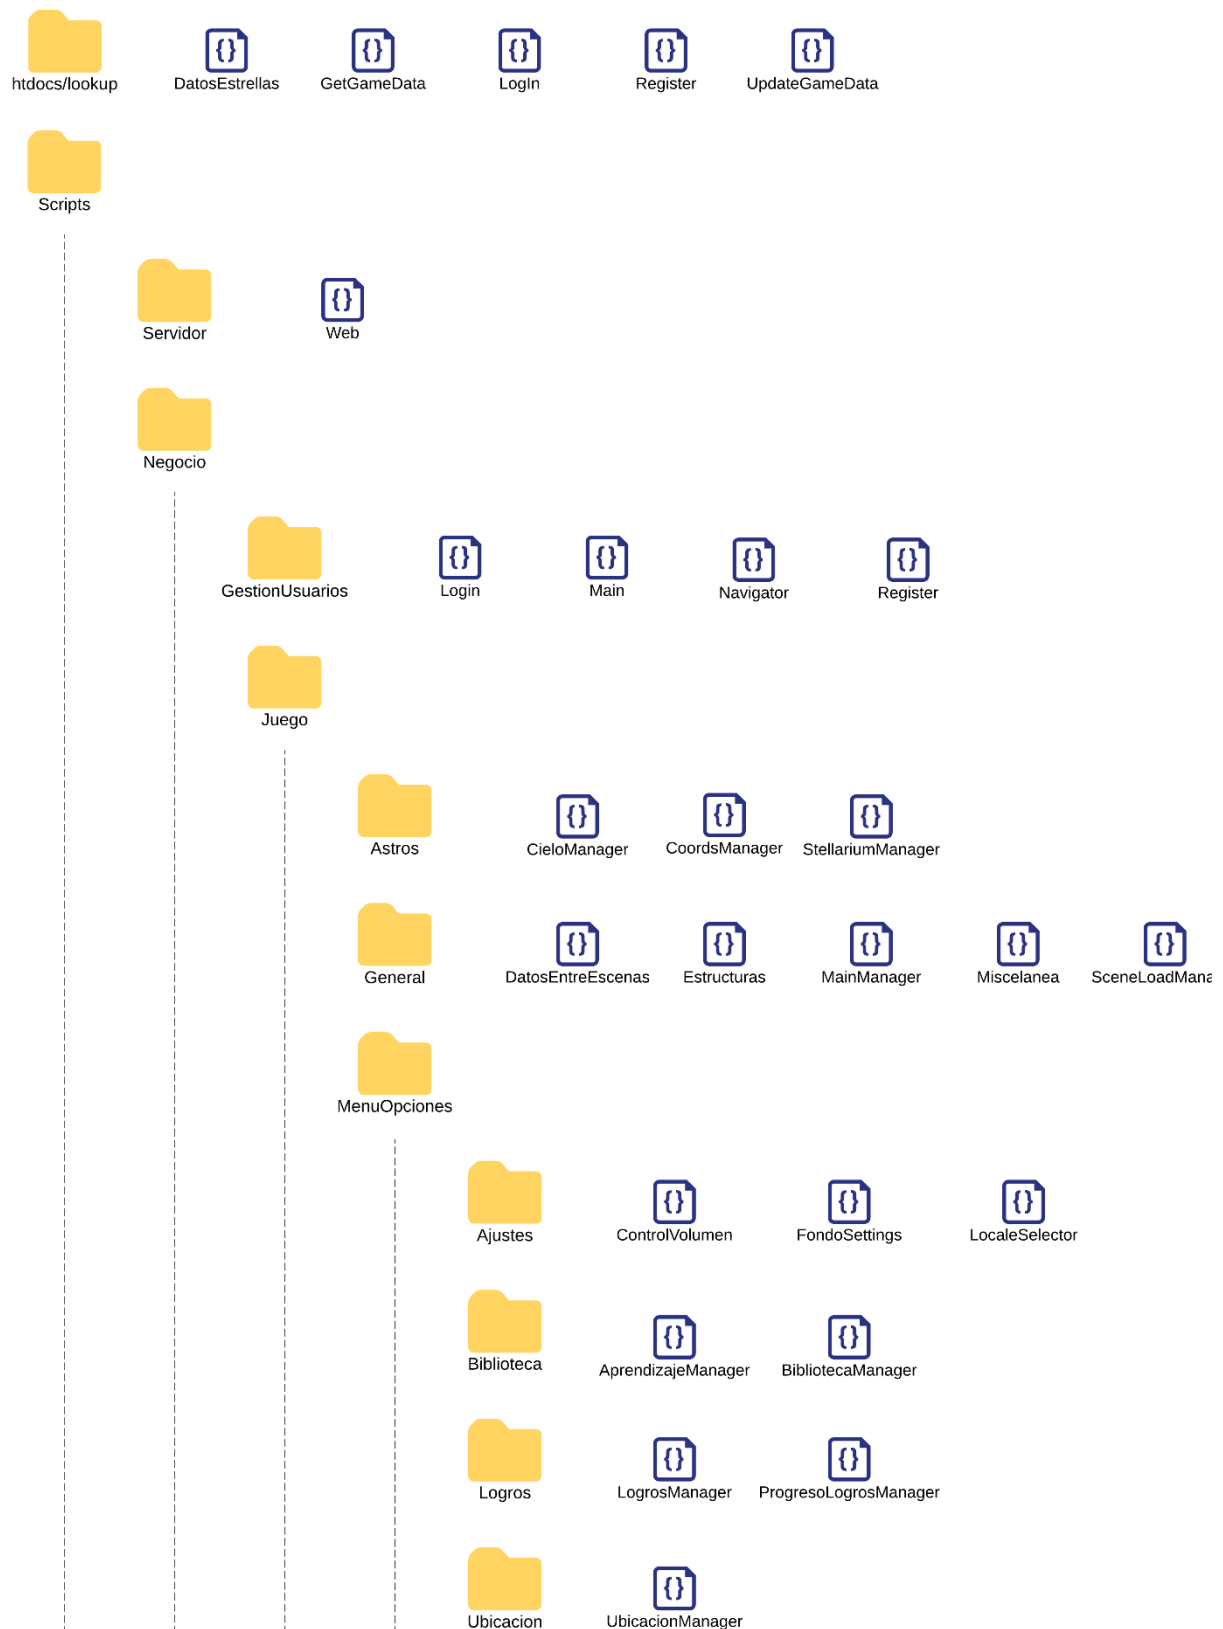 htdocs/lookup DatosEstrellas GetGameData LogIn Register UpdateGameData
Scripts
Servidor Web
Negocio
GestionUsuarios Login Main Navigator Register
Juego
Astros CieloManager CoordsManager StellariumManager
General DatosEntreEscenas Estructuras MainManager Miscelanea SceneLoadMana
MenuOpciones
Ajustes ControlVolumen FondoSettings LocaleSelector
Biblioteca AprendizajeManager BibliotecaManager
Logros LogrosManager ProgresoLogrosManager
Ubicacion UbicacionManager